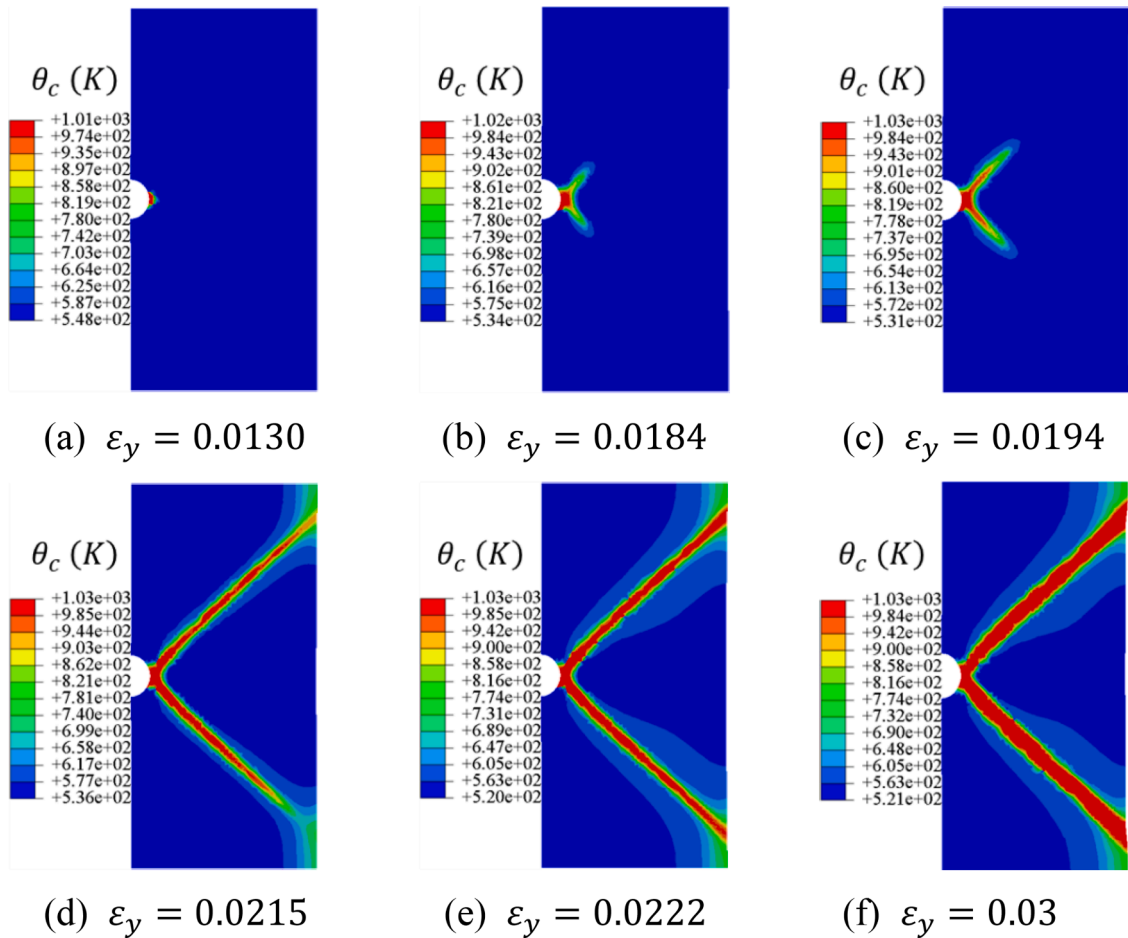 θc (K)
+1.01e+03
+9.74e+02
+9.35e+02
+8.97e+02
+8.58e+02
+8.19e+02
+7.80e+02
+7.42e+02
+7.03e+02
+6.64e+02
+6.25e+02
+5.87e+02
+5.48e+02
(a) εy = 0.0130
θc (K)
+1.02e+03
+9.84e+02
+9.43e+02
+9.02e+02
+8.61e+02
+8.21e+02
+7.80e+02
+7.39e+02
+6.98e+02
+6.57e+02
+6.16e+02
+5.75e+02
+5.34e+02
(b) εy = 0.0184
θc (K)
+1.03e+03
+9.84e+02
+9.43e+02
+9.01e+02
+8.60e+02
+8.19e+02
+7.78e+02
+7.37e+02
+6.95e+02
+6.54e+02
+6.13e+02
+5.72e+02
+5.31e+02
(c) εy = 0.0194
θc (K)
+1.03e+03
+9.85e+02
+9.44e+02
+9.03e+02
+8.62e+02
+8.21e+02
+7.81e+02
+7.40e+02
+6.99e+02
+6.58e+02
+6.17e+02
+5.77e+02
+5.36e+02
(d) εy = 0.0215
θc (K)
+1.03e+03
+9.85e+02
+9.42e+02
+9.00e+02
+8.58e+02
+8.16e+02
+7.74e+02
+7.31e+02
+6.89e+02
+6.47e+02
+6.05e+02
+5.63e+02
+5.20e+02
(e) εy = 0.0222
θc (K)
+1.03e+03
+9.84e+02
+9.42e+02
+9.00e+02
+8.58e+02
+8.16e+02
+7.74e+02
+7.32e+02
+6.90e+02
+6.48e+02
+6.05e+02
+5.63e+02
+5.21e+02
(f) εy = 0.03